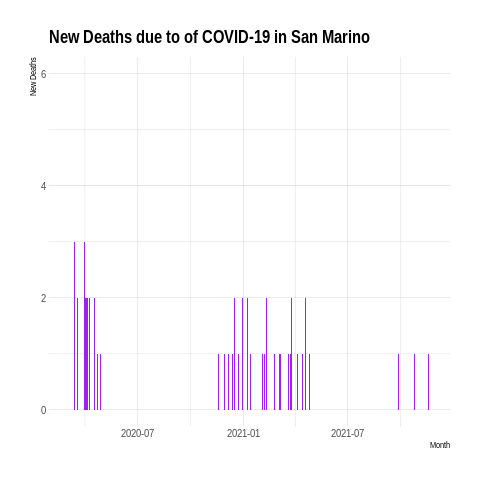 New Deaths due to of COVID-19 in San Marino
New Deaths
6
4
2
0
2020-07
2021-01
2021-07
Month